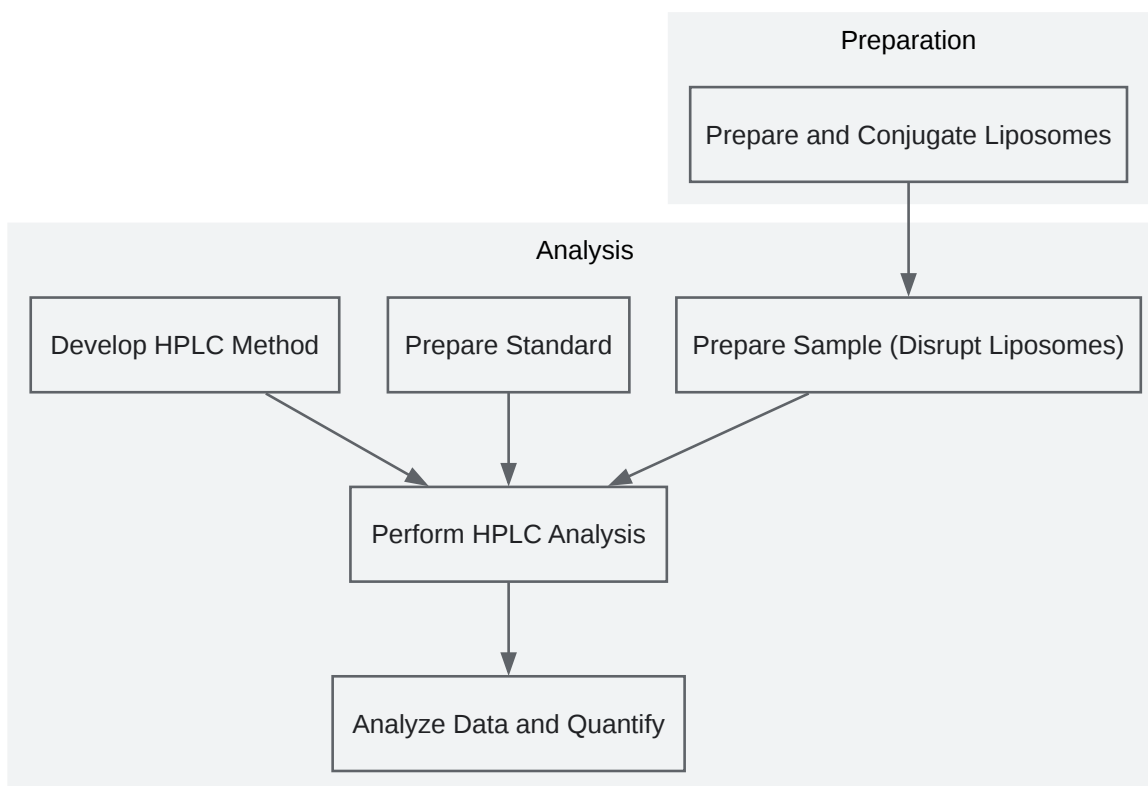 Preparation
Prepare and Conjugate Liposomes
Analysis
Develop HPLC Method
Prepare Standard
Prepare Sample (Disrupt Liposomes)
Perform HPLC Analysis
Analyze Data and Quantify